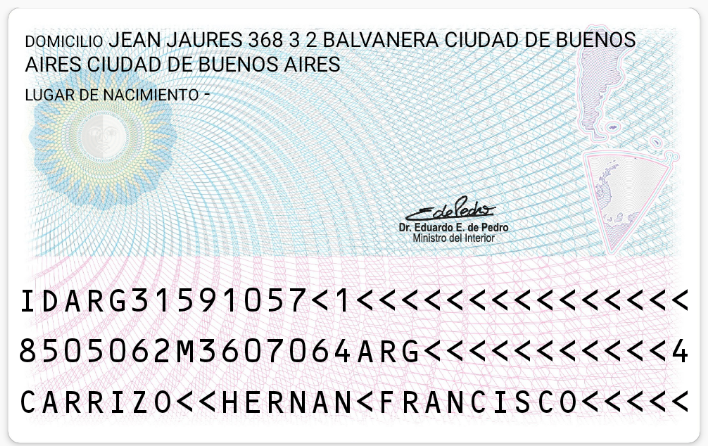 DOMICILIO JEAN JAURES 368 3 2 BALVANERA CIUDAD DE BUENOS
AIRES CIUDAD DE BUENOS AIRES
LUGAR DE NACIMIENTO -
E de Pedro
Dr. Eduardo E. de Pedro
Ministro del Interior
IDARG31591057<1<<<<<<<<<<<<<<<
8505062M3607064ARG<<<<<<<<<<<4
CARRIZO<<HERNAN<FRANCISCO<<<<<